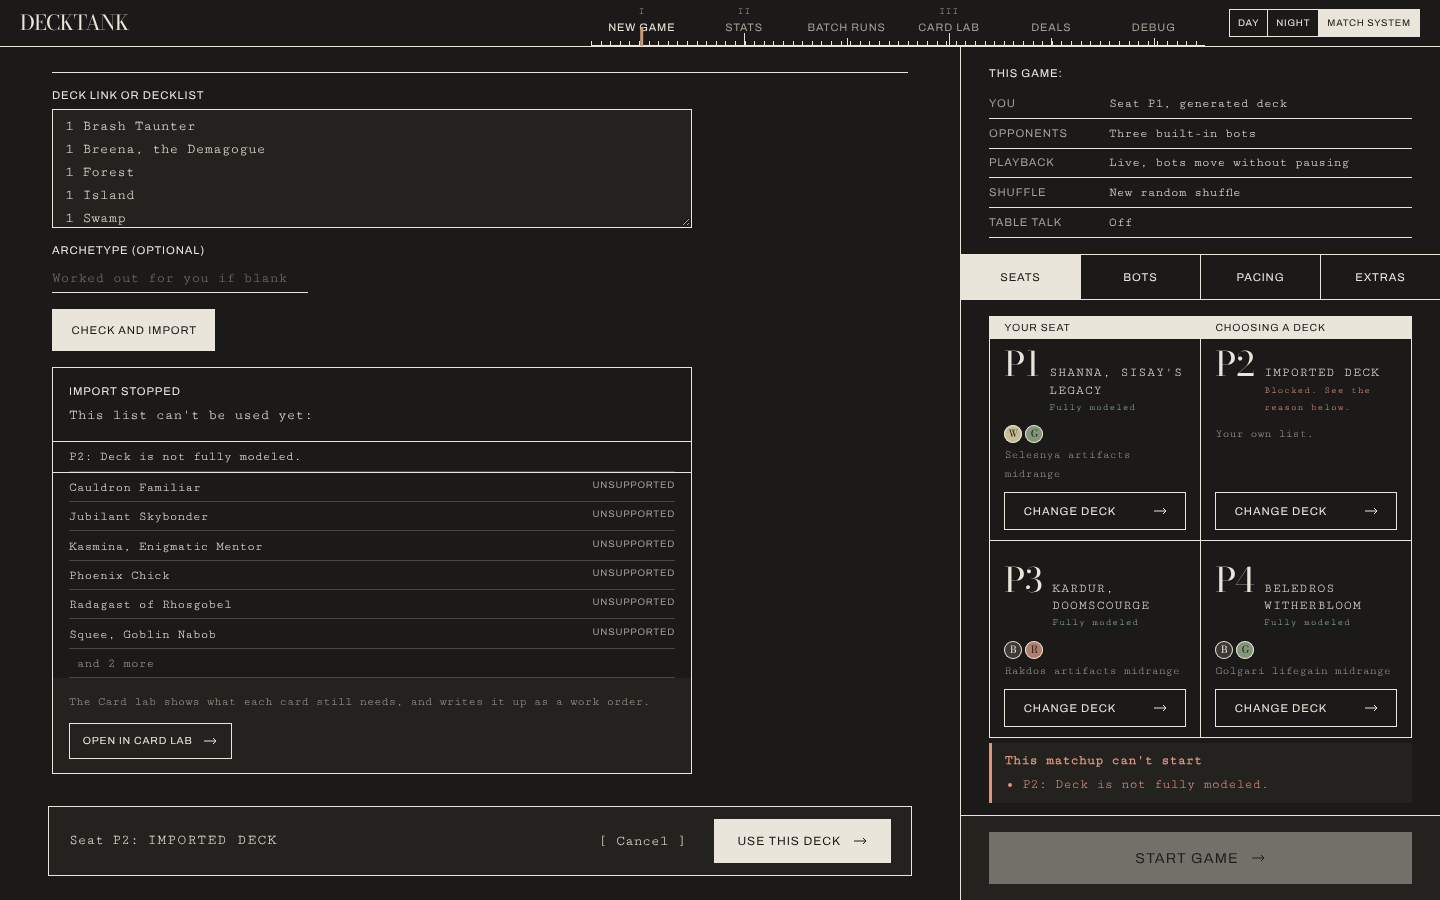 DECKTANK
I
II
III
NEW GAME
STATS
BATCH RUNS
CARD LAB
DEALS
DEBUG
DAY
NIGHT
MATCH SYSTEM
DECK LINK OR DECKLIST
1 Brash Taunter
1 Breena, the Demagogue
1 Forest
1 Island
1 Swamp
ARCHETYPE (OPTIONAL)
Worked out for you if blank
CHECK AND IMPORT
IMPORT STOPPED
This list can't be used yet:
P2: Deck is not fully modeled.
Cauldron Familiar UNSUPPORTED
Jubilant Skybonder UNSUPPORTED
Kasmina, Enigmatic Mentor UNSUPPORTED
Phoenix Chick UNSUPPORTED
Radagast of Rhosgobel UNSUPPORTED
Squee, Goblin Nabob UNSUPPORTED
and 2 more
The Card lab shows what each card still needs, and writes it up as a work order.
OPEN IN CARD LAB →
Seat P2: IMPORTED DECK
[ Cancel ]
USE THIS DECK →
THIS GAME:
YOU Seat P1, generated deck
OPPONENTS Three built-in bots
PLAYBACK Live, bots move without pausing
SHUFFLE New random shuffle
TABLE TALK Off
SEATS
BOTS
PACING
EXTRAS
YOUR SEAT
P1
SHANNA, SISAY'S
LEGACY
Fully modeled
W G
Selesnya artifacts
midrange
CHANGE DECK →
CHOOSING A DECK
P2
IMPORTED DECK
Blocked. See the
reason below.
Your own list.
CHANGE DECK →
P3
KARDUR,
DOOMSCOURGE
Fully modeled
B R
Rakdos artifacts midrange
CHANGE DECK →
P4
BELEDROS
WITHERBLOOM
Fully modeled
B G
Golgari lifegain midrange
CHANGE DECK →
This matchup can't start
• P2: Deck is not fully modeled.
START GAME →